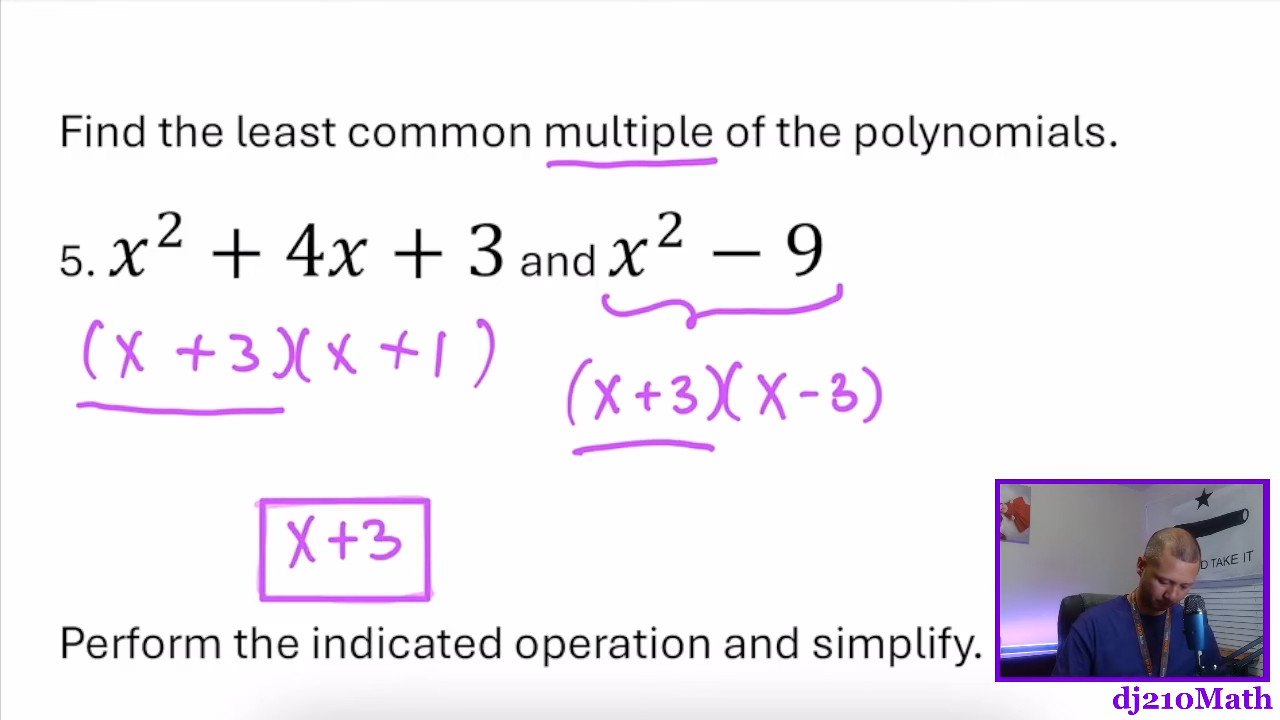 Find the least common multiple of the polynomials.
5. x² + 4x + 3 and x² − 9
(x + 3)(x + 1)
(x+3)(x-3)
x+3
Perform the indicated operation and simplify.
D TAKE IT
dj210Math